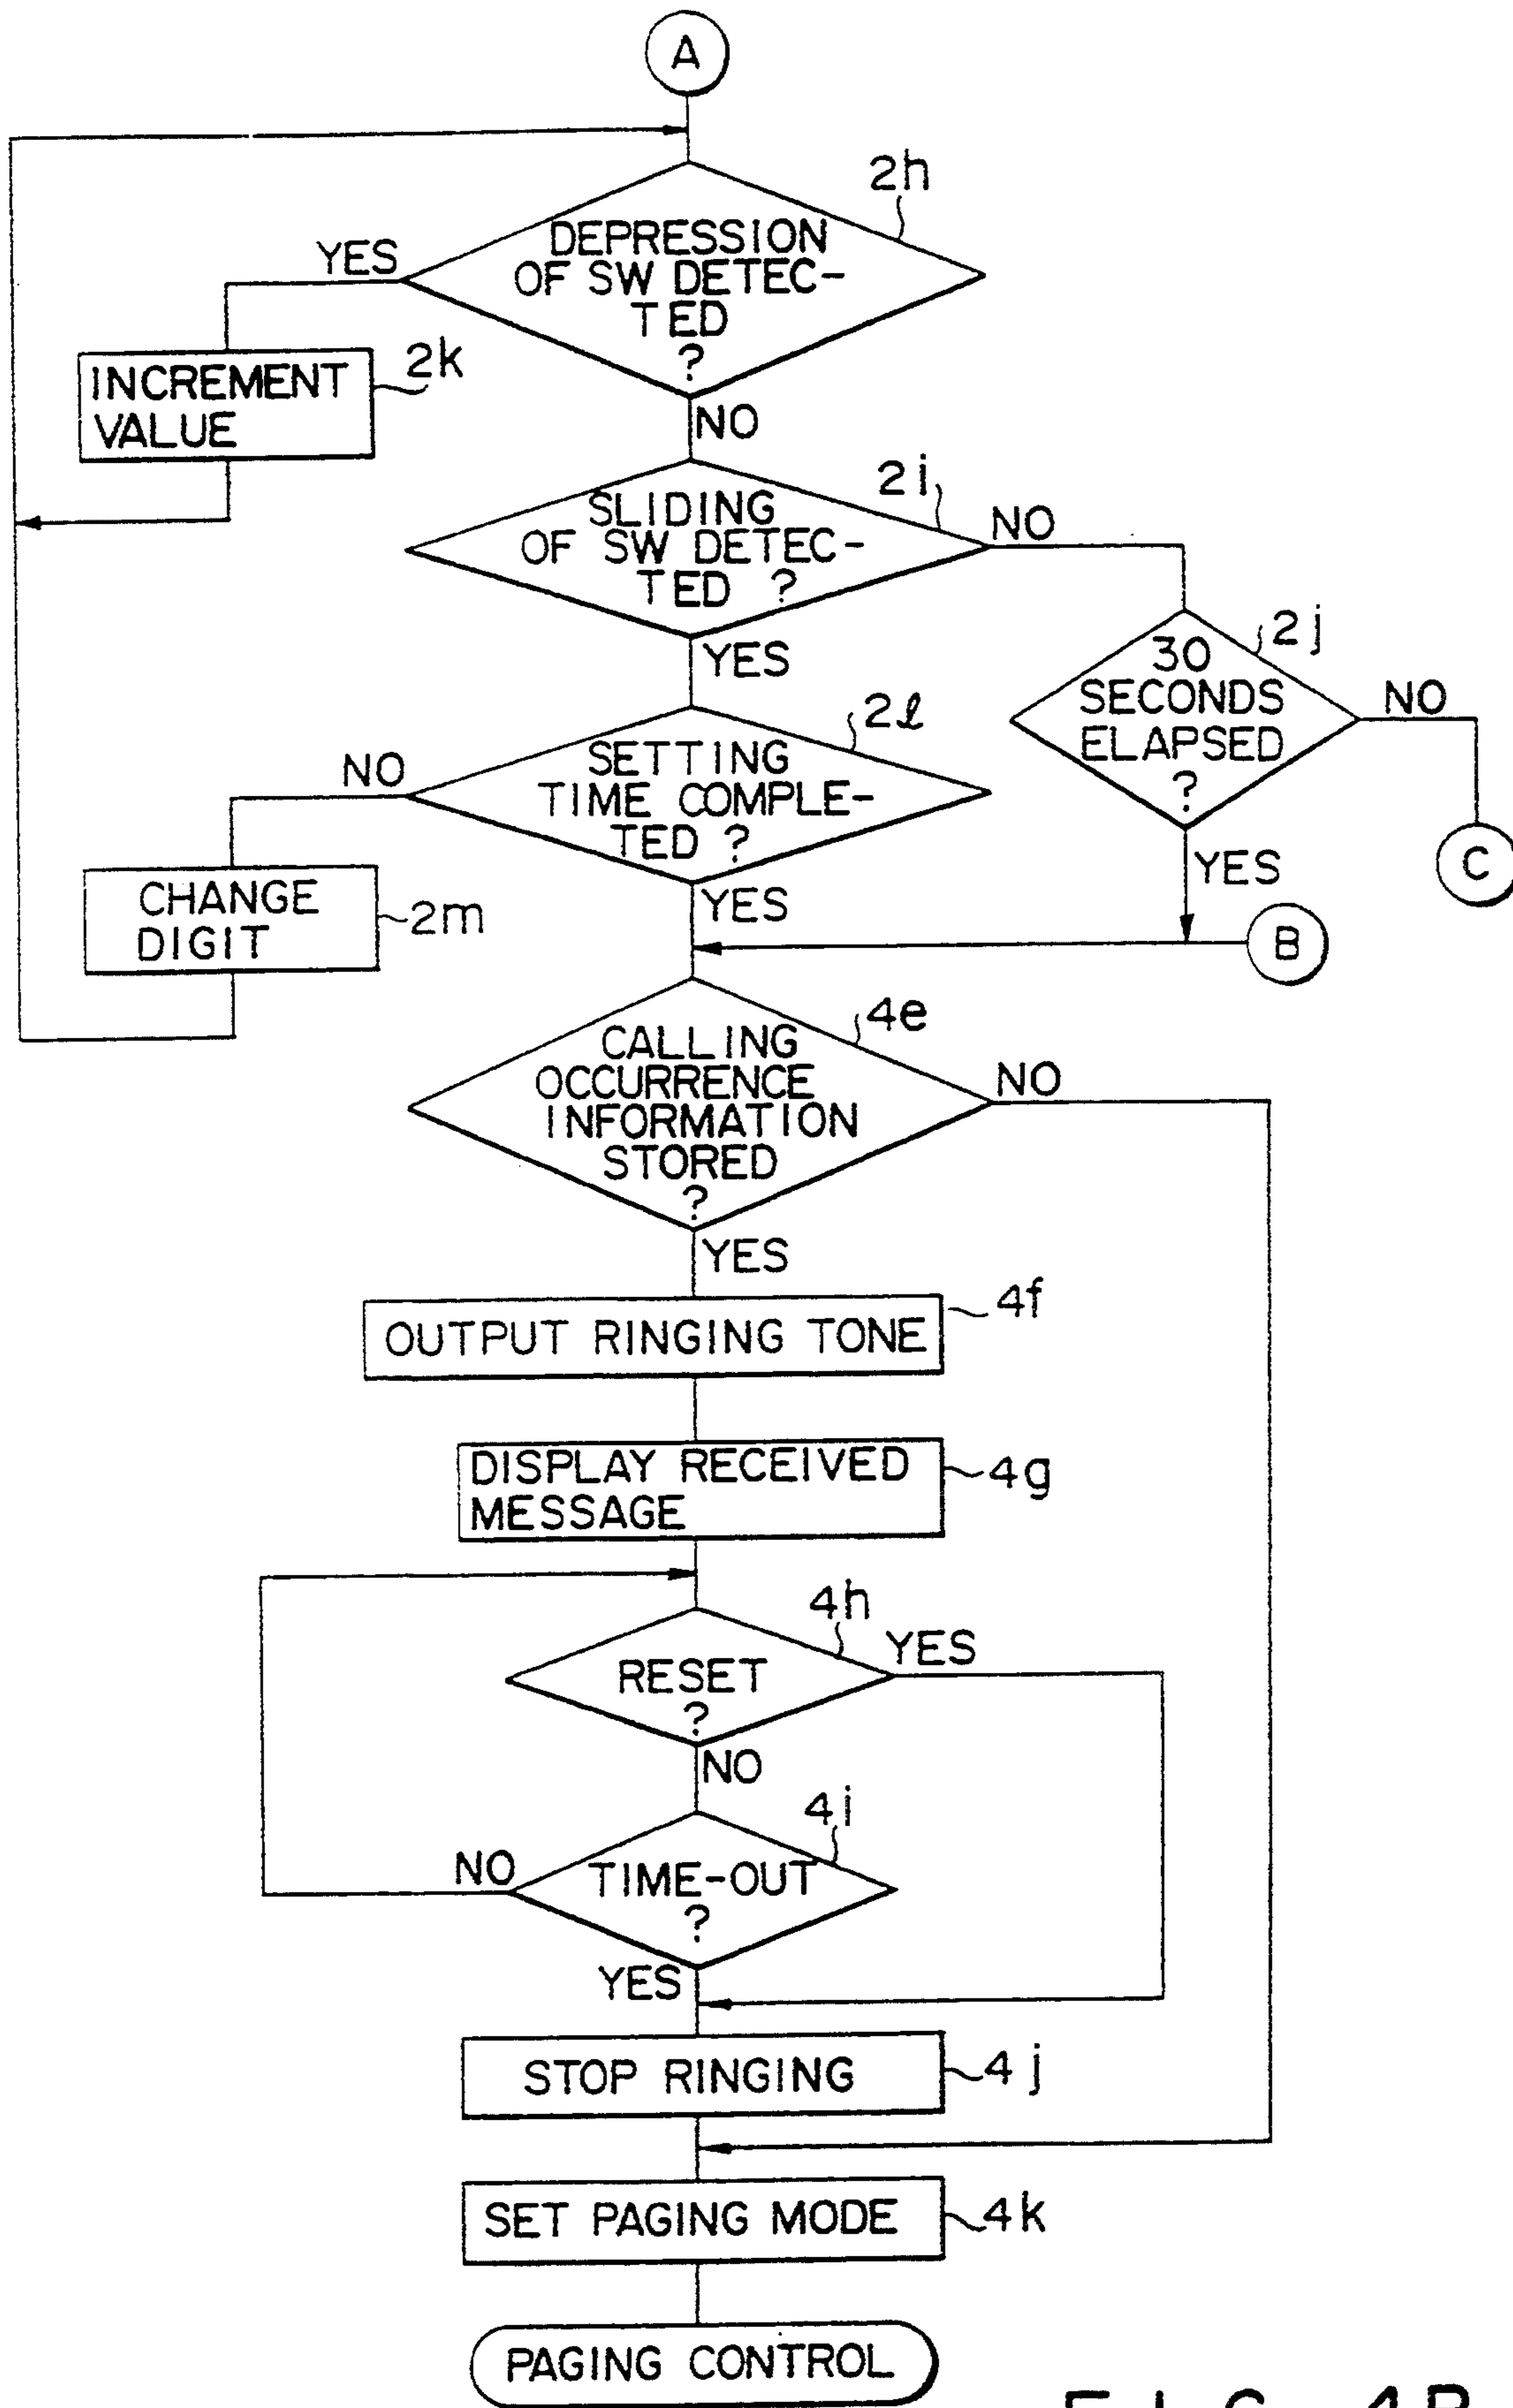 A
2h
DEPRESSION
OF SW DETEC-
TED
?
YES
NO
2k
INCREMENT
VALUE
2i
SLIDING
OF SW DETEC-
TED ?
NO
YES
2j
30
SECONDS
ELAPSED
?
NO
YES
C
2ℓ
SETTING
TIME COMPLE-
TED ?
NO
YES
CHANGE
DIGIT
2m
B
4e
CALLING
OCCURRENCE
INFORMATION
STORED
?
NO
YES
4f
OUTPUT RINGING TONE
4g
DISPLAY RECEIVED
MESSAGE
4h
RESET
?
YES
NO
4i
TIME-OUT
?
NO
YES
STOP RINGING
4j
SET PAGING MODE
4k
PAGING CONTROL
FIG. 4B